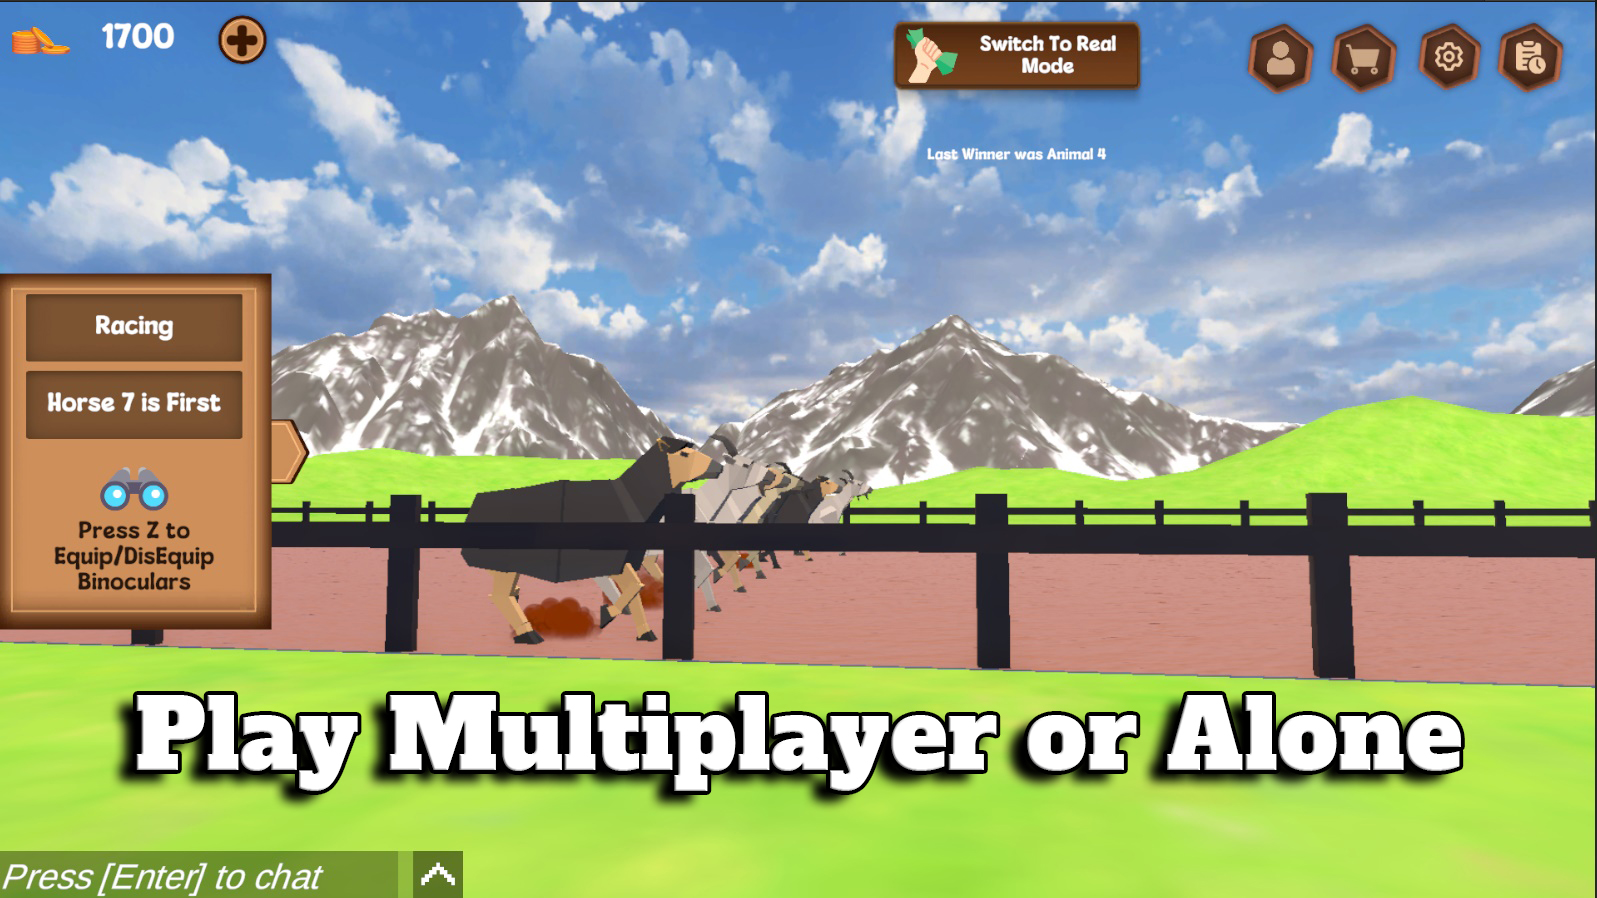 1700
Switch To Real
Mode
Last Winner was Animal 4
Racing
Horse 7 is First
Press Z to
Equip/DisEquip
Binoculars
Play Multiplayer or Alone
Press [Enter] to chat